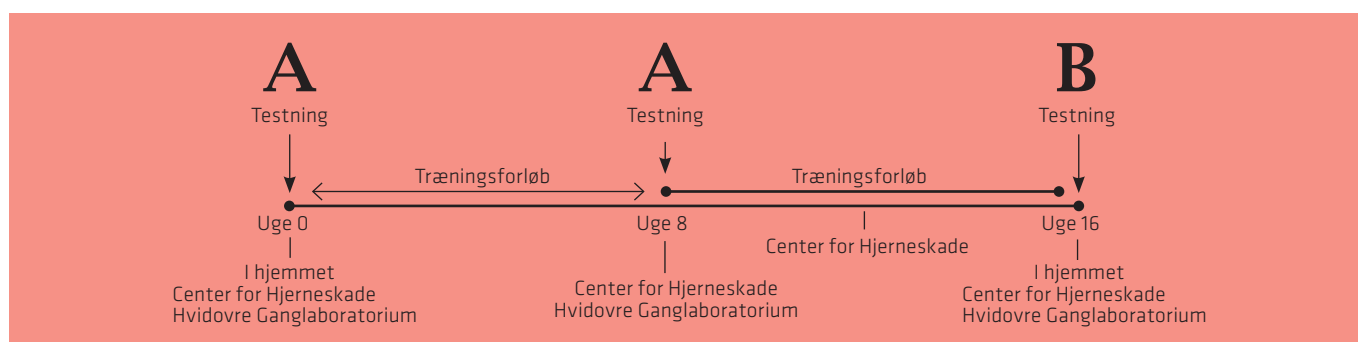 A
A
B
Testning
Testning
Testning
Træningsforløb
Træningsforløb
Uge 0
Uge 8
Uge 16
Center for Hjerneskade
I hjemmet
Center for Hjerneskade
Hvidovre Ganglaboratorium
Center for Hjerneskade
Hvidovre Ganglaboratorium
I hjemmet
Center for Hjerneskade
Hvidovre Ganglaboratorium